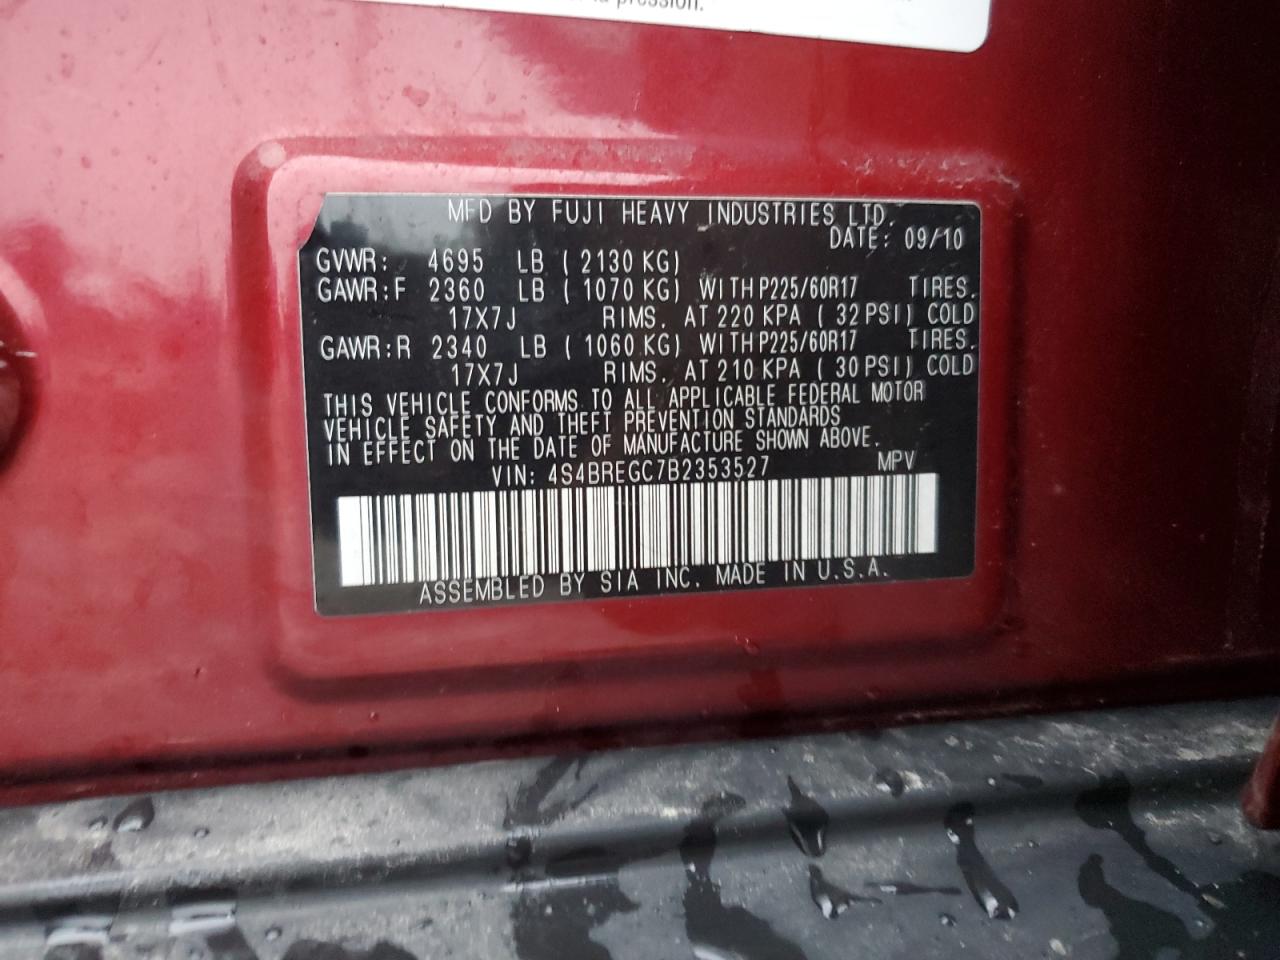 la pression.
MFD BY FUJI HEAVY INDUSTRIES LTD.
DATE: 09/10
GVWR: 4695 LB ( 2130 KG)
GAWR:F 2360 LB ( 1070 KG) WITH P225/60R17 TIRES.
17X7J RIMS. AT 220 KPA ( 32 PSI) COLD
GAWR:R 2340 LB ( 1060 KG) WITH P225/60R17 TIRES.
17X7J RIMS. AT 210 KPA ( 30 PSI) COLD
THIS VEHICLE CONFORMS TO ALL APPLICABLE FEDERAL MOTOR
VEHICLE SAFETY AND THEFT PREVENTION STANDARDS
IN EFFECT ON THE DATE OF MANUFACTURE SHOWN ABOVE.
VIN: 4S4BREGC7B2353527 MPV
ASSEMBLED BY SIA INC. MADE IN U.S.A.